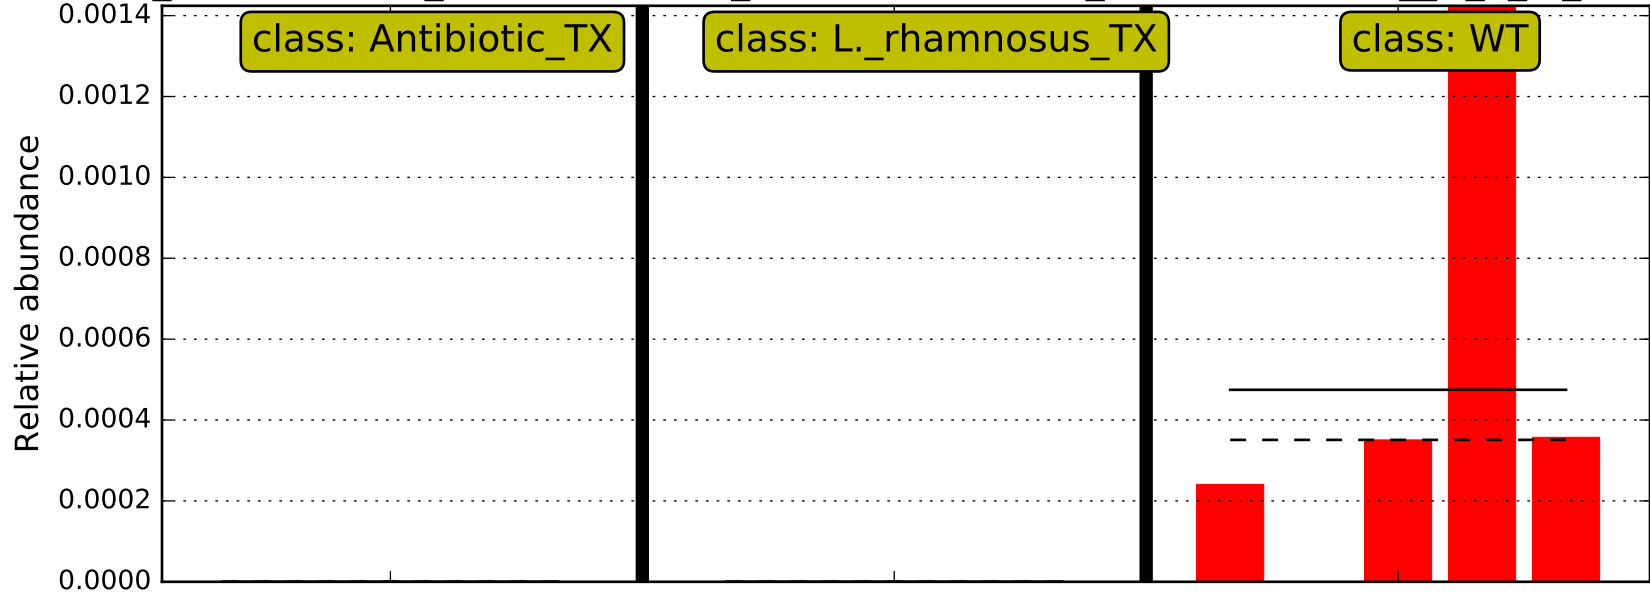 0.0014
class: Antibiotic_TX
class: L._rhamnosus_TX
class: WT
0.0012
0.0010
0.0008
0.0006
0.0004
0.0002
0.0000
Relative abundance